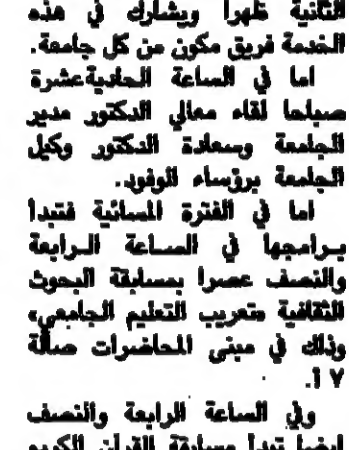 الثانية ظهرا ويشارك في هذه
الخدمة فريق مكون من كل جامعة.
اما في الساعة الحاديةعشرة
صباحا لقاء معالي الدكتور مدير
الجامعة وسعادة الدكتور وكيل
الجامعة برؤساء الوفود.
اما في الفترة المسائية فتبدا
برامجها في الساعة الرابعة
والنصف عصرا بمسابقة البحوث
الثقافية «تعريب التعليم الجامعي»
وذلك في مبنى المحاضرات صالة
١٧.
وفي الساعة الرابعة والنصف
ايضا تبدا مسابقة القرآن الكريم